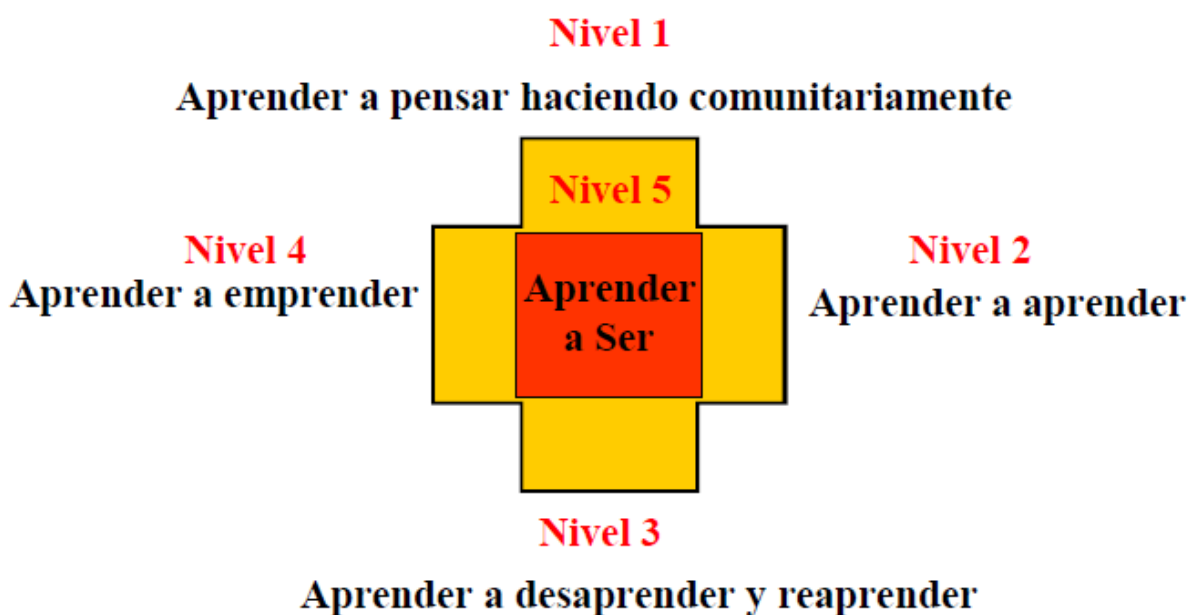 Nivel 1
Aprender a pensar haciendo comunitariamente
Nivel 5
Nivel 4
Aprender a emprender
Aprender
a Ser
Nivel 2
Aprender a aprender
Nivel 3
Aprender a desaprender y reaprender